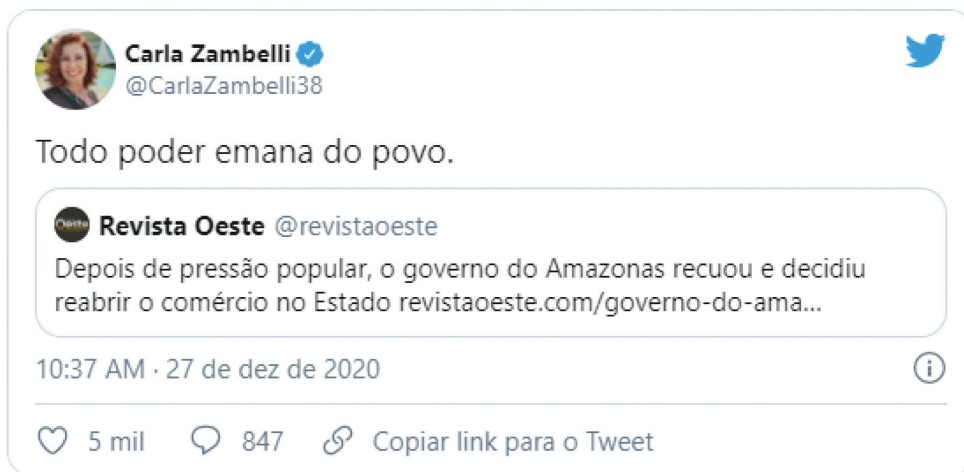 Carla Zambelli
@CarlaZambelli38
Todo poder emana do povo.
Oeste
Revista Oeste @revistaoeste
Depois de pressão popular, o governo do Amazonas recuou e decidiu
reabrir o comércio no Estado revistaoeste.com/governo-do-ama...
10:37 AM · 27 de dez de 2020
5 mil 847 Copiar link para o Tweet